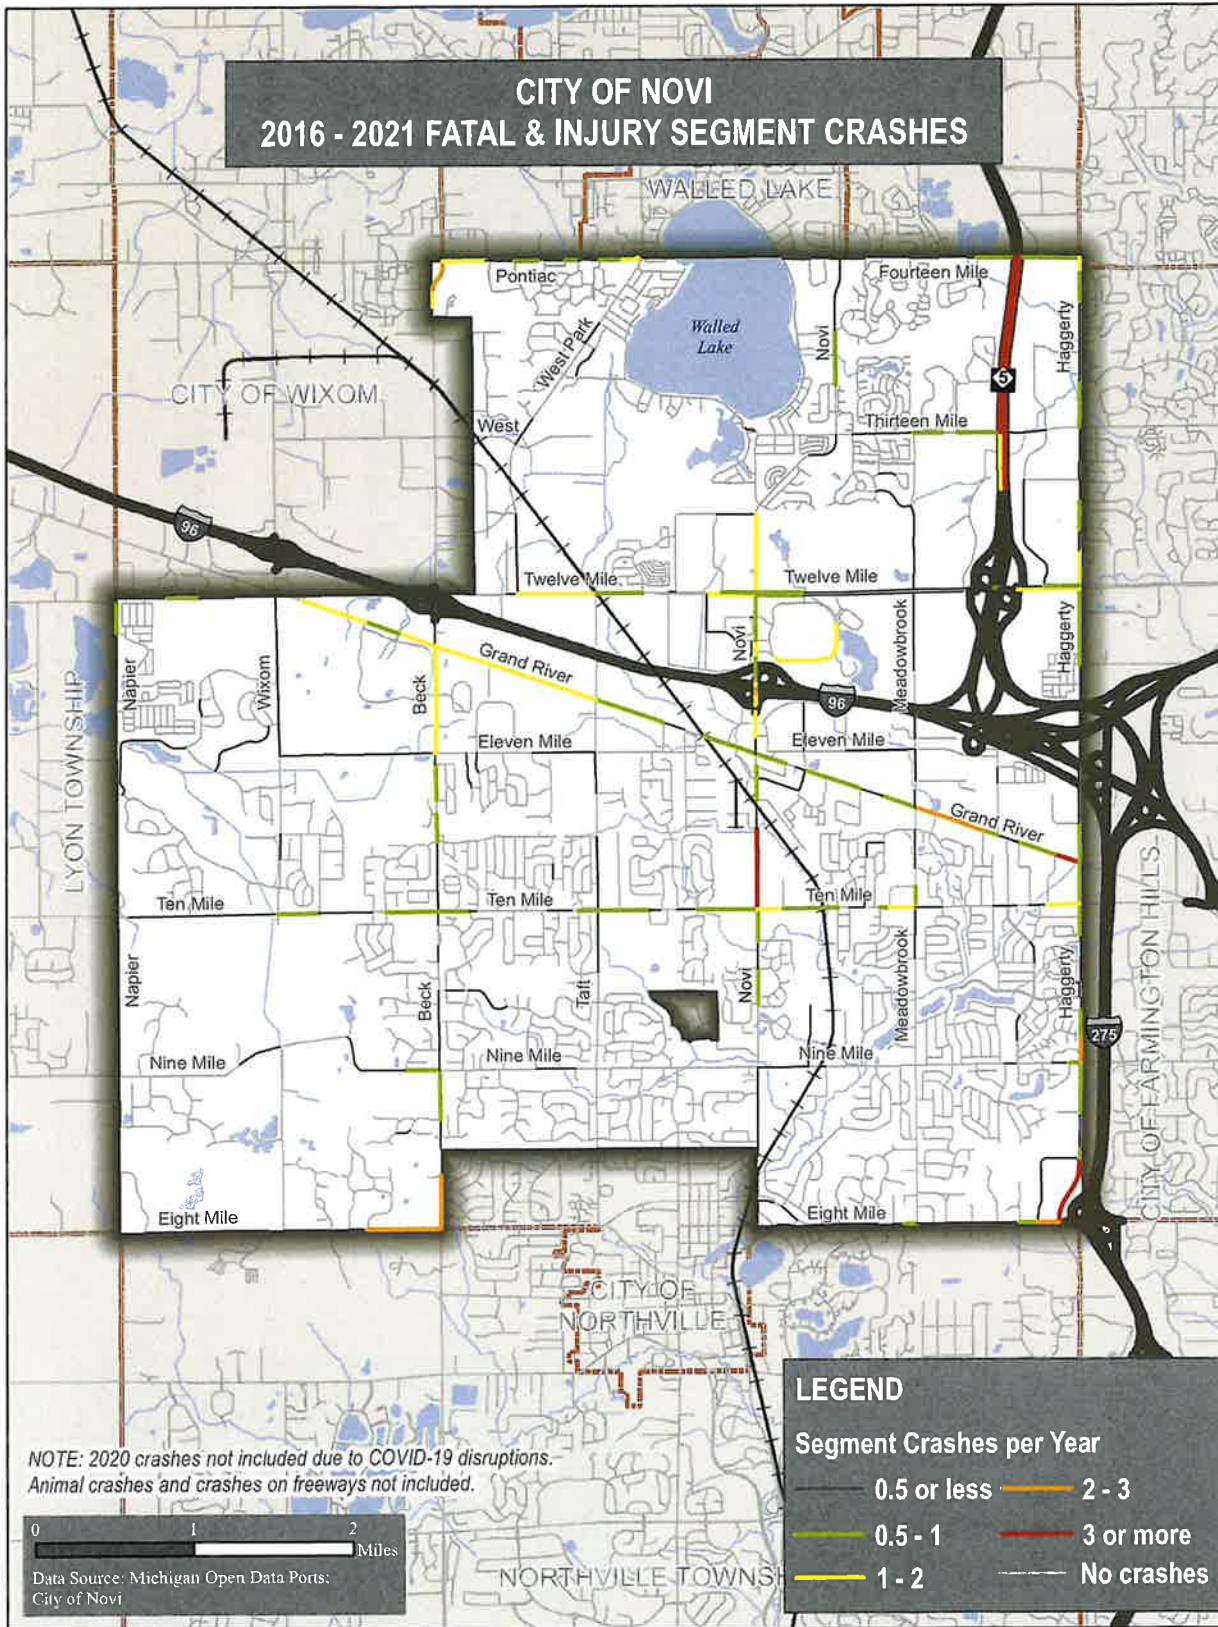 CITY OF NOVI
2016 - 2021 FATAL & INJURY SEGMENT CRASHES
WALLED LAKE
Pontiac
Fourteen Mile
Walled
Lake
West Park
Novi
Haggerty
5
CITY OF WIXOM
Thirteen Mile
West
96
Twelve Mile
Twelve Mile
Napier
Wixom
Beck
Grand River
Novi
Meadowbrook
Haggerty
96
LYON TOWNSHIP
Eleven Mile
Eleven Mile
Grand River
Ten Mile
Ten Mile
Ten Mile
CITY OF FARMINGTON HILLS
Napier
Beck
Taft
Novi
Meadowbrook
Haggerty
275
Nine Mile
Nine Mile
Nine Mile
Eight Mile
Eight Mile
CITY OF
NORTHVILLE
NOTE: 2020 crashes not included due to COVID-19 disruptions.
Animal crashes and crashes on freeways not included.
0 1 2
Miles
Data Source: Michigan Open Data Ports:
City of Novi
NORTHVILLE TOWNSH
LEGEND
Segment Crashes per Year
0.5 or less
2 - 3
0.5 - 1
3 or more
1 - 2
No crashes